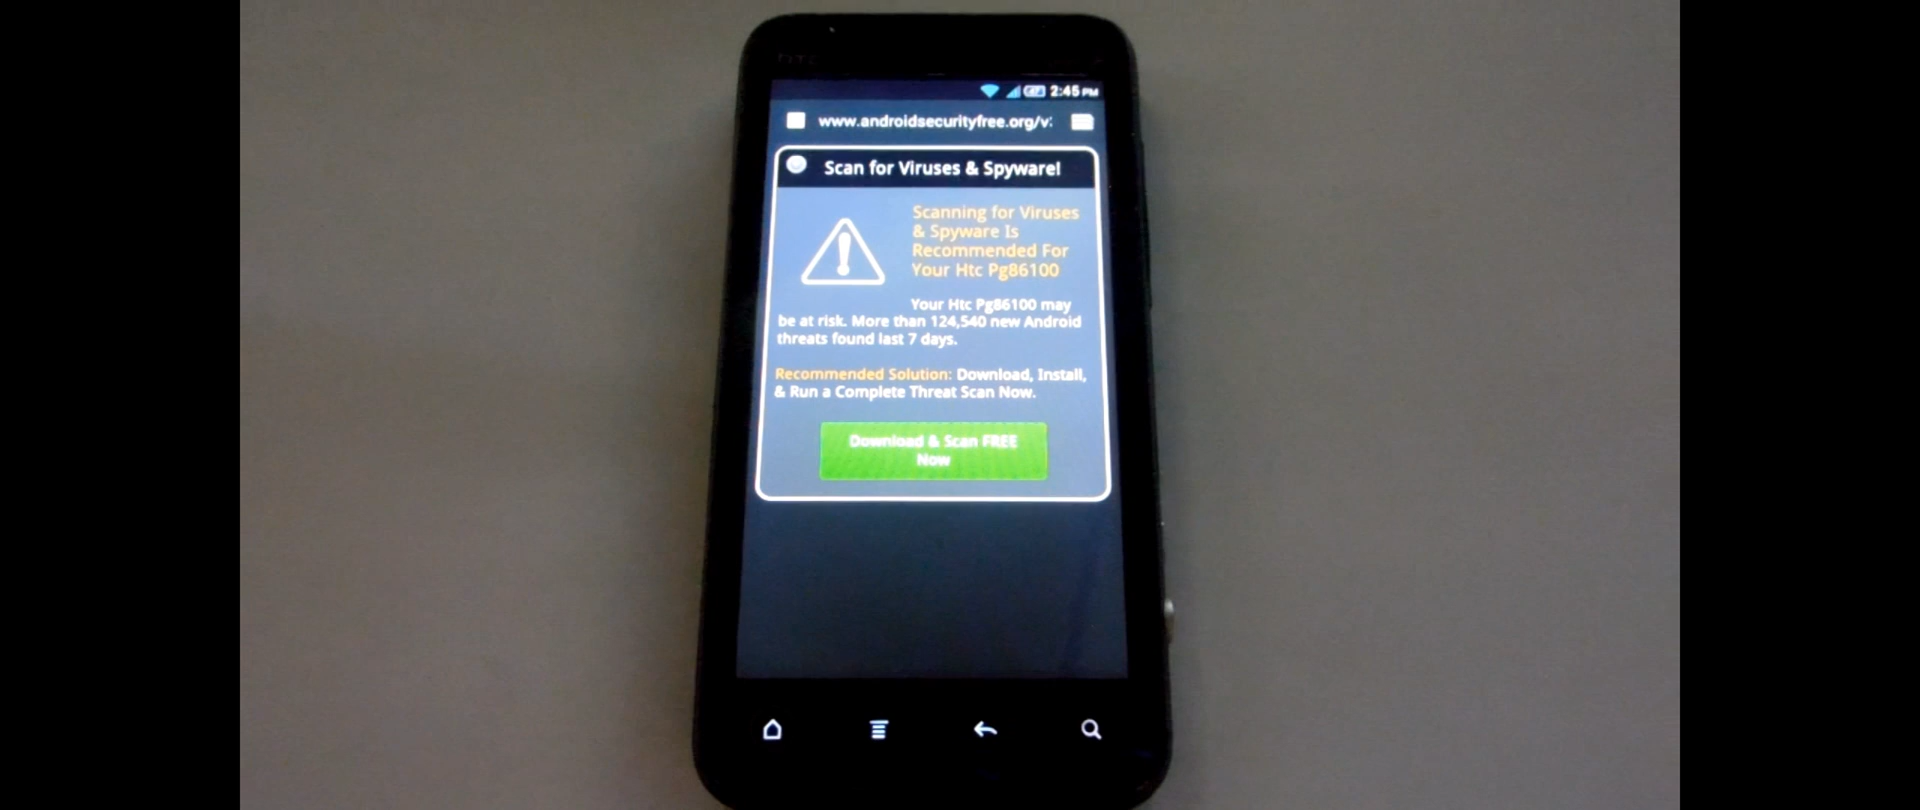 hTC
2:45 PM
www.androidsecurityfree.org/v
Scan for Viruses & Spyware!
Scanning for Viruses
& Spyware Is
Recommended For
Your Htc Pg86100
Your Htc Pg86100 may
be at risk. More than 124,540 new Android
threats found last 7 days.
Recommended Solution: Download, Install,
& Run a Complete Threat Scan Now.
Download & Scan FREE
Now